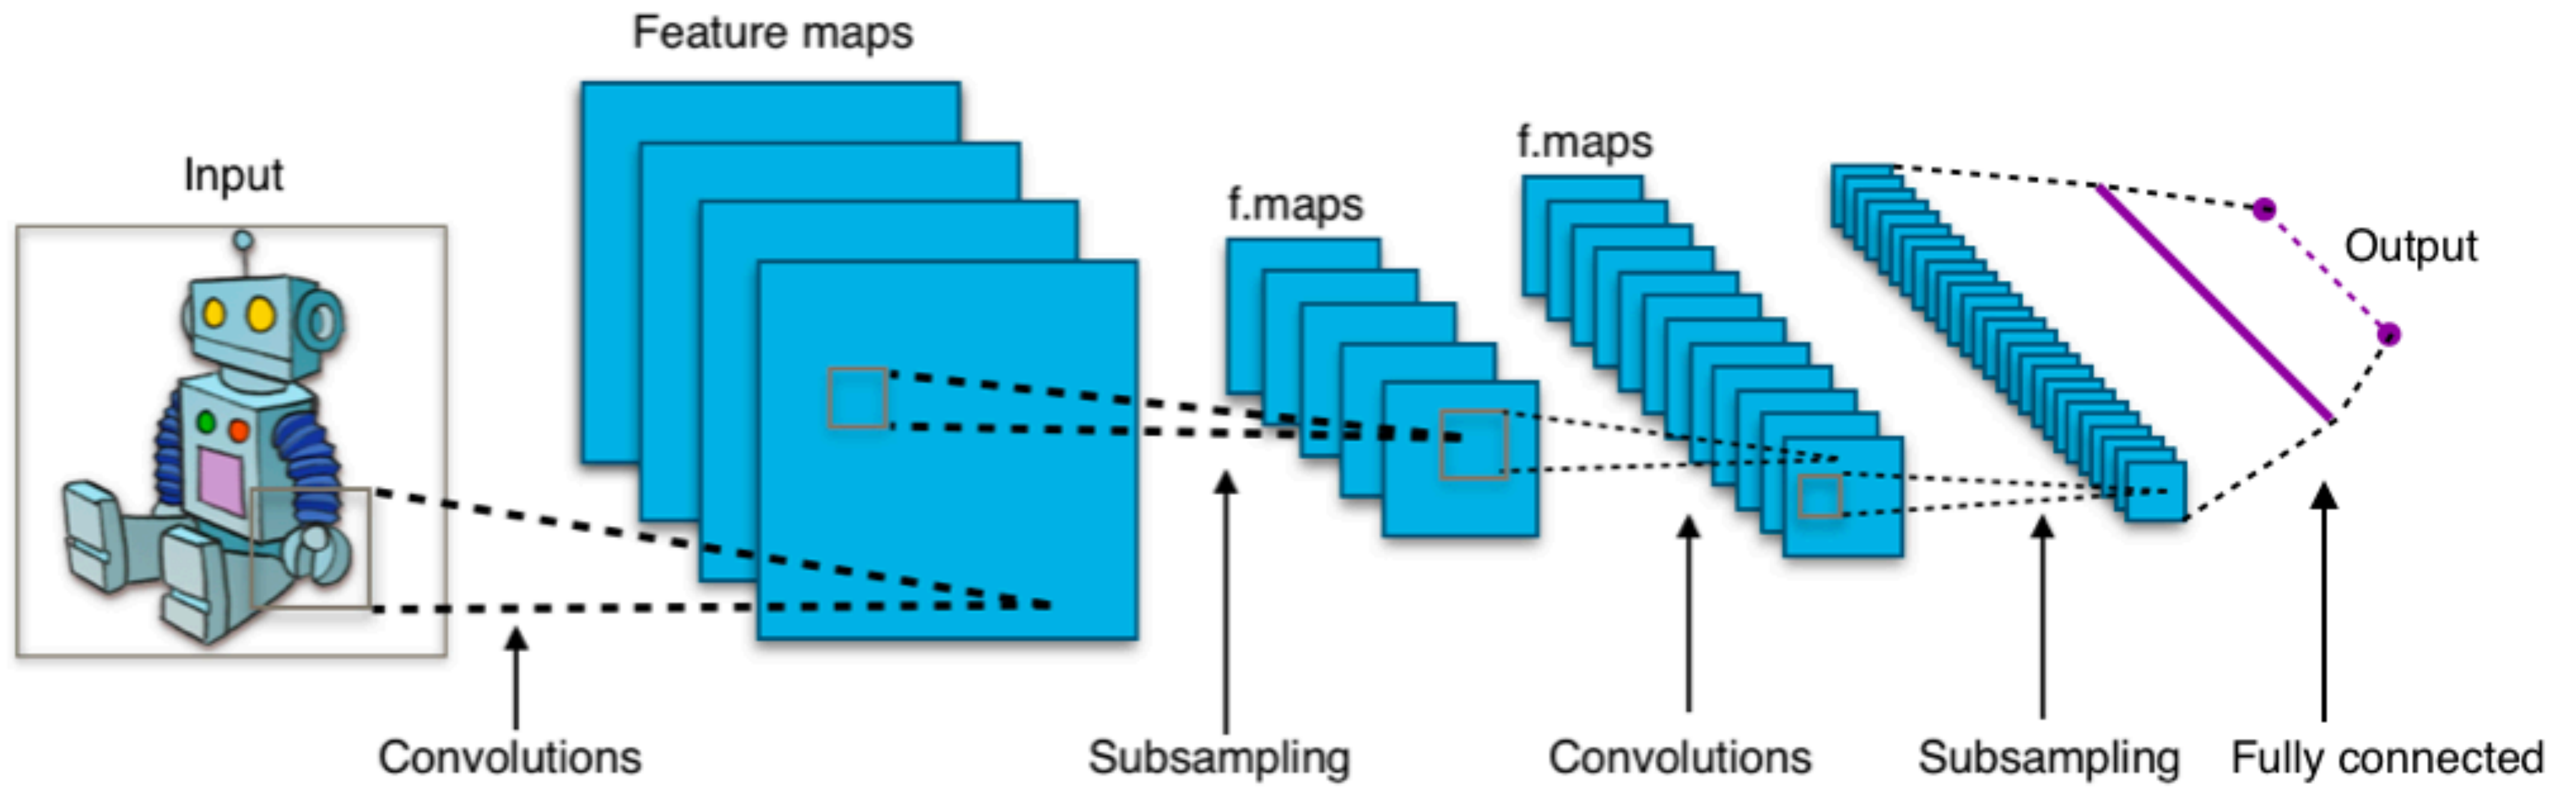 Feature maps
Input
f.maps
f.maps
Output
Convolutions
Subsampling
Convolutions
Subsampling
Fully connected